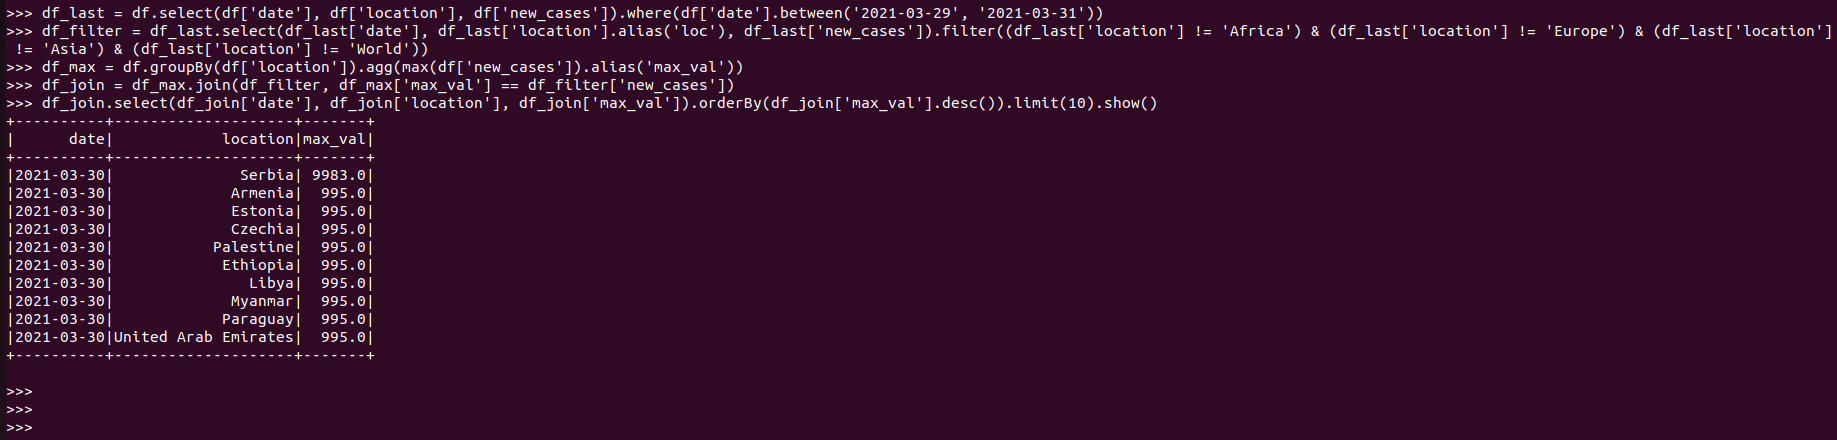 >>> df_last = df.select(df['date'], df['location'], df['new_cases']).where(df['date'].between('2021-03-29', '2021-03-31'))
>>> df_filter = df_last.select(df_last['date'], df_last['location'].alias('loc'), df_last['new_cases']).filter((df_last['location'] != 'Africa') & (df_last['location'] != 'Europe') & (df_last['location']
 != 'Asia') & (df_last['location'] != 'World'))
>>> df_max = df.groupBy(df['location']).agg(max(df['new_cases']).alias('max_val'))
>>> df_join = df_max.join(df_filter, df_max['max_val'] == df_filter['new_cases'])
>>> df_join.select(df_join['date'], df_join['location'], df_join['max_val']).orderBy(df_join['max_val'].desc()).limit(10).show()
+----------+--------------------+-------+
|      date|            location|max_val|
+----------+--------------------+-------+
|2021-03-30|              Serbia| 9983.0|
|2021-03-30|             Armenia|  995.0|
|2021-03-30|             Estonia|  995.0|
|2021-03-30|             Czechia|  995.0|
|2021-03-30|           Palestine|  995.0|
|2021-03-30|            Ethiopia|  995.0|
|2021-03-30|               Libya|  995.0|
|2021-03-30|             Myanmar|  995.0|
|2021-03-30|            Paraguay|  995.0|
|2021-03-30|United Arab Emirates|  995.0|
+----------+--------------------+-------+
>>>
>>>
>>>